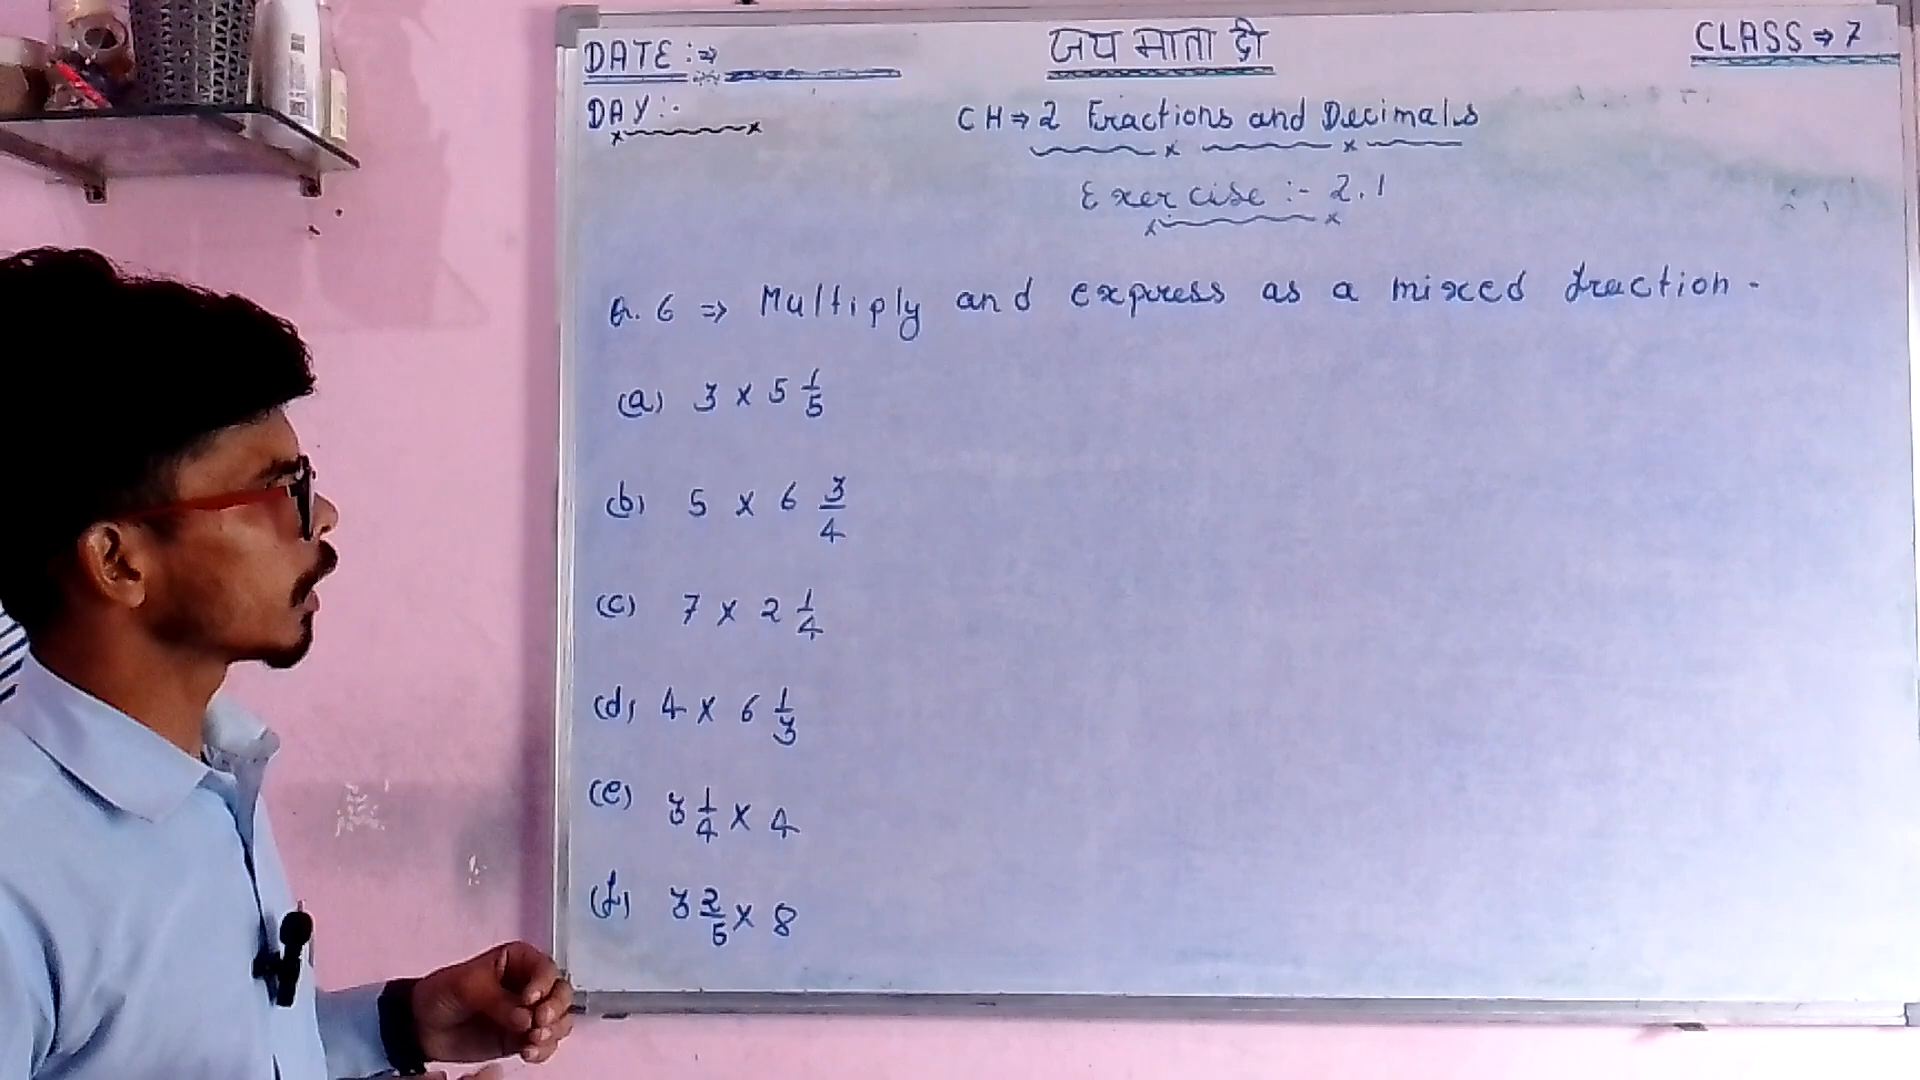 DATE :⇒
जय माता दी
CLASS ⇒ 7
DAY :-
CH ⇒ 2 Fractions and Decimals
Exercise :- 2.1
Q. 6 ⇒ Multiply and express as a mixed fraction.
(a) 3 x 5 1/5
(b) 5 x 6 3/4
(c) 7 x 2 1/4
(d) 4 x 6 1/3
(e) 3 1/4 x 4
(f) 3 2/5 x 8